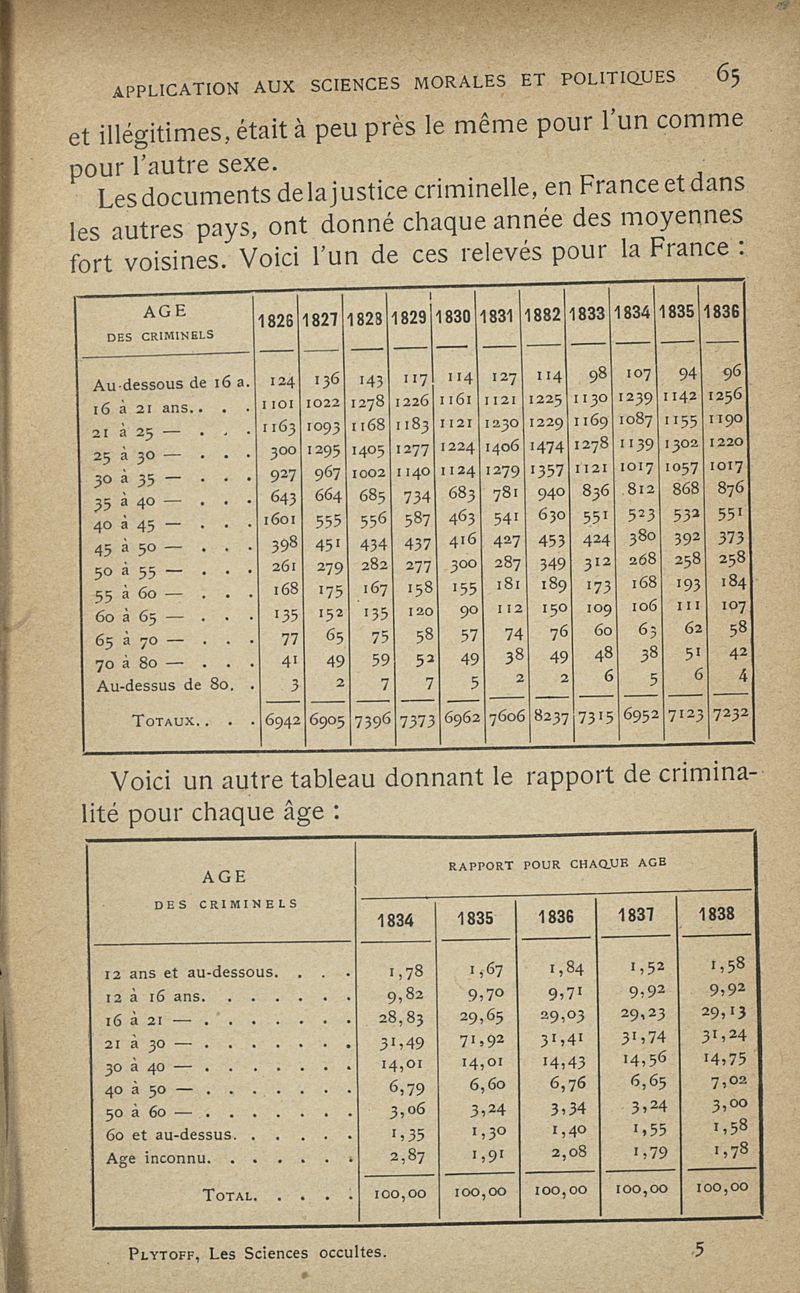 APPLICATION AUX SCIENCES MORALES ET POLITIQUES 65
et illégitimes, était à peu près le même pour l'un comme
pour l'autre sexe.
Les documents de la justice criminelle, en France et dans
les autres pays, ont donné chaque année des moyennes
fort voisines. Voici l'un de ces relevés pour la France :
AGE
DES CRIMINELS
1826 1827 1828 1829 1830 1831 1882 1833 1834 1835 1836
Au-dessous de 16 a. 124 136 143 117 114 127 114 98 107 94 96
16 à 21 ans. . . . 1101 1022 1278 1226 1161 1121 1225 1130 1239 1142 1256
21 à 25 — . . . 1163 1093 1168 1183 1121 1230 1229 1169 1087 1155 1190
25 à 30 — . . . 300 1295 1405 1277 1224 1406 1474 1278 1139 1302 1220
30 à 35 — . . . 927 967 1002 1140 1124 1279 1357 1121 1017 1057 1017
35 à 40 — . . . 643 664 685 734 683 781 940 836 812 868 876
40 à 45 — . . . 1601 555 556 587 463 541 630 551 523 532 551
45 à 50 — . . . 398 451 434 437 416 427 453 424 380 392 373
50 à 55 — . . . 261 279 282 277 300 287 349 312 268 258 258
55 à 60 — . . . 168 175 167 158 155 181 189 173 168 193 184
60 à 65 — . . . 135 152 135 120 90 112 150 109 106 111 107
65 à 70 — . . . 77 65 75 58 57 74 76 60 63 62 58
70 à 80 — . . . 41 49 59 52 49 38 49 48 38 51 42
Au-dessus de 80. . 3 2 7 7 5 2 2 6 5 6 4
TOTAUX. . . . 6942 6905 7396 7373 6962 7606 8237 7315 6952 7123 7232
Voici un autre tableau donnant le rapport de crimina-
lité pour chaque âge :
AGE
DES CRIMINELS
RAPPORT POUR CHAQUE AGE
1834 1835 1836 1837 1838
12 ans et au-dessous. . . . 1,78 1,67 1,84 1,52 1,58
12 à 16 ans. . . . . . . 9,82 9,70 9,71 9,92 9,92
16 à 21 — . . . . . . . 28,83 29,65 29,03 29,23 29,13
21 à 30 — . . . . . . . 31,49 71,92 31,41 31,74 31,24
30 à 40 — . . . . . . . 14,01 14,01 14,43 14,56 14,75
40 à 50 — . . . . . . . 6,79 6,60 6,76 6,65 7,02
50 à 60 — . . . . . . . 3,06 3,24 3,34 3,24 3,00
60 et au-dessus. . . . . . 1,35 1,30 1,40 1,55 1,58
Age inconnu. . . . . . . 2,87 1,91 2,08 1,79 1,78
TOTAL. . . . . 100,00 100,00 100,00 100,00 100,00
PLYTOFF, Les Sciences occultes. 5